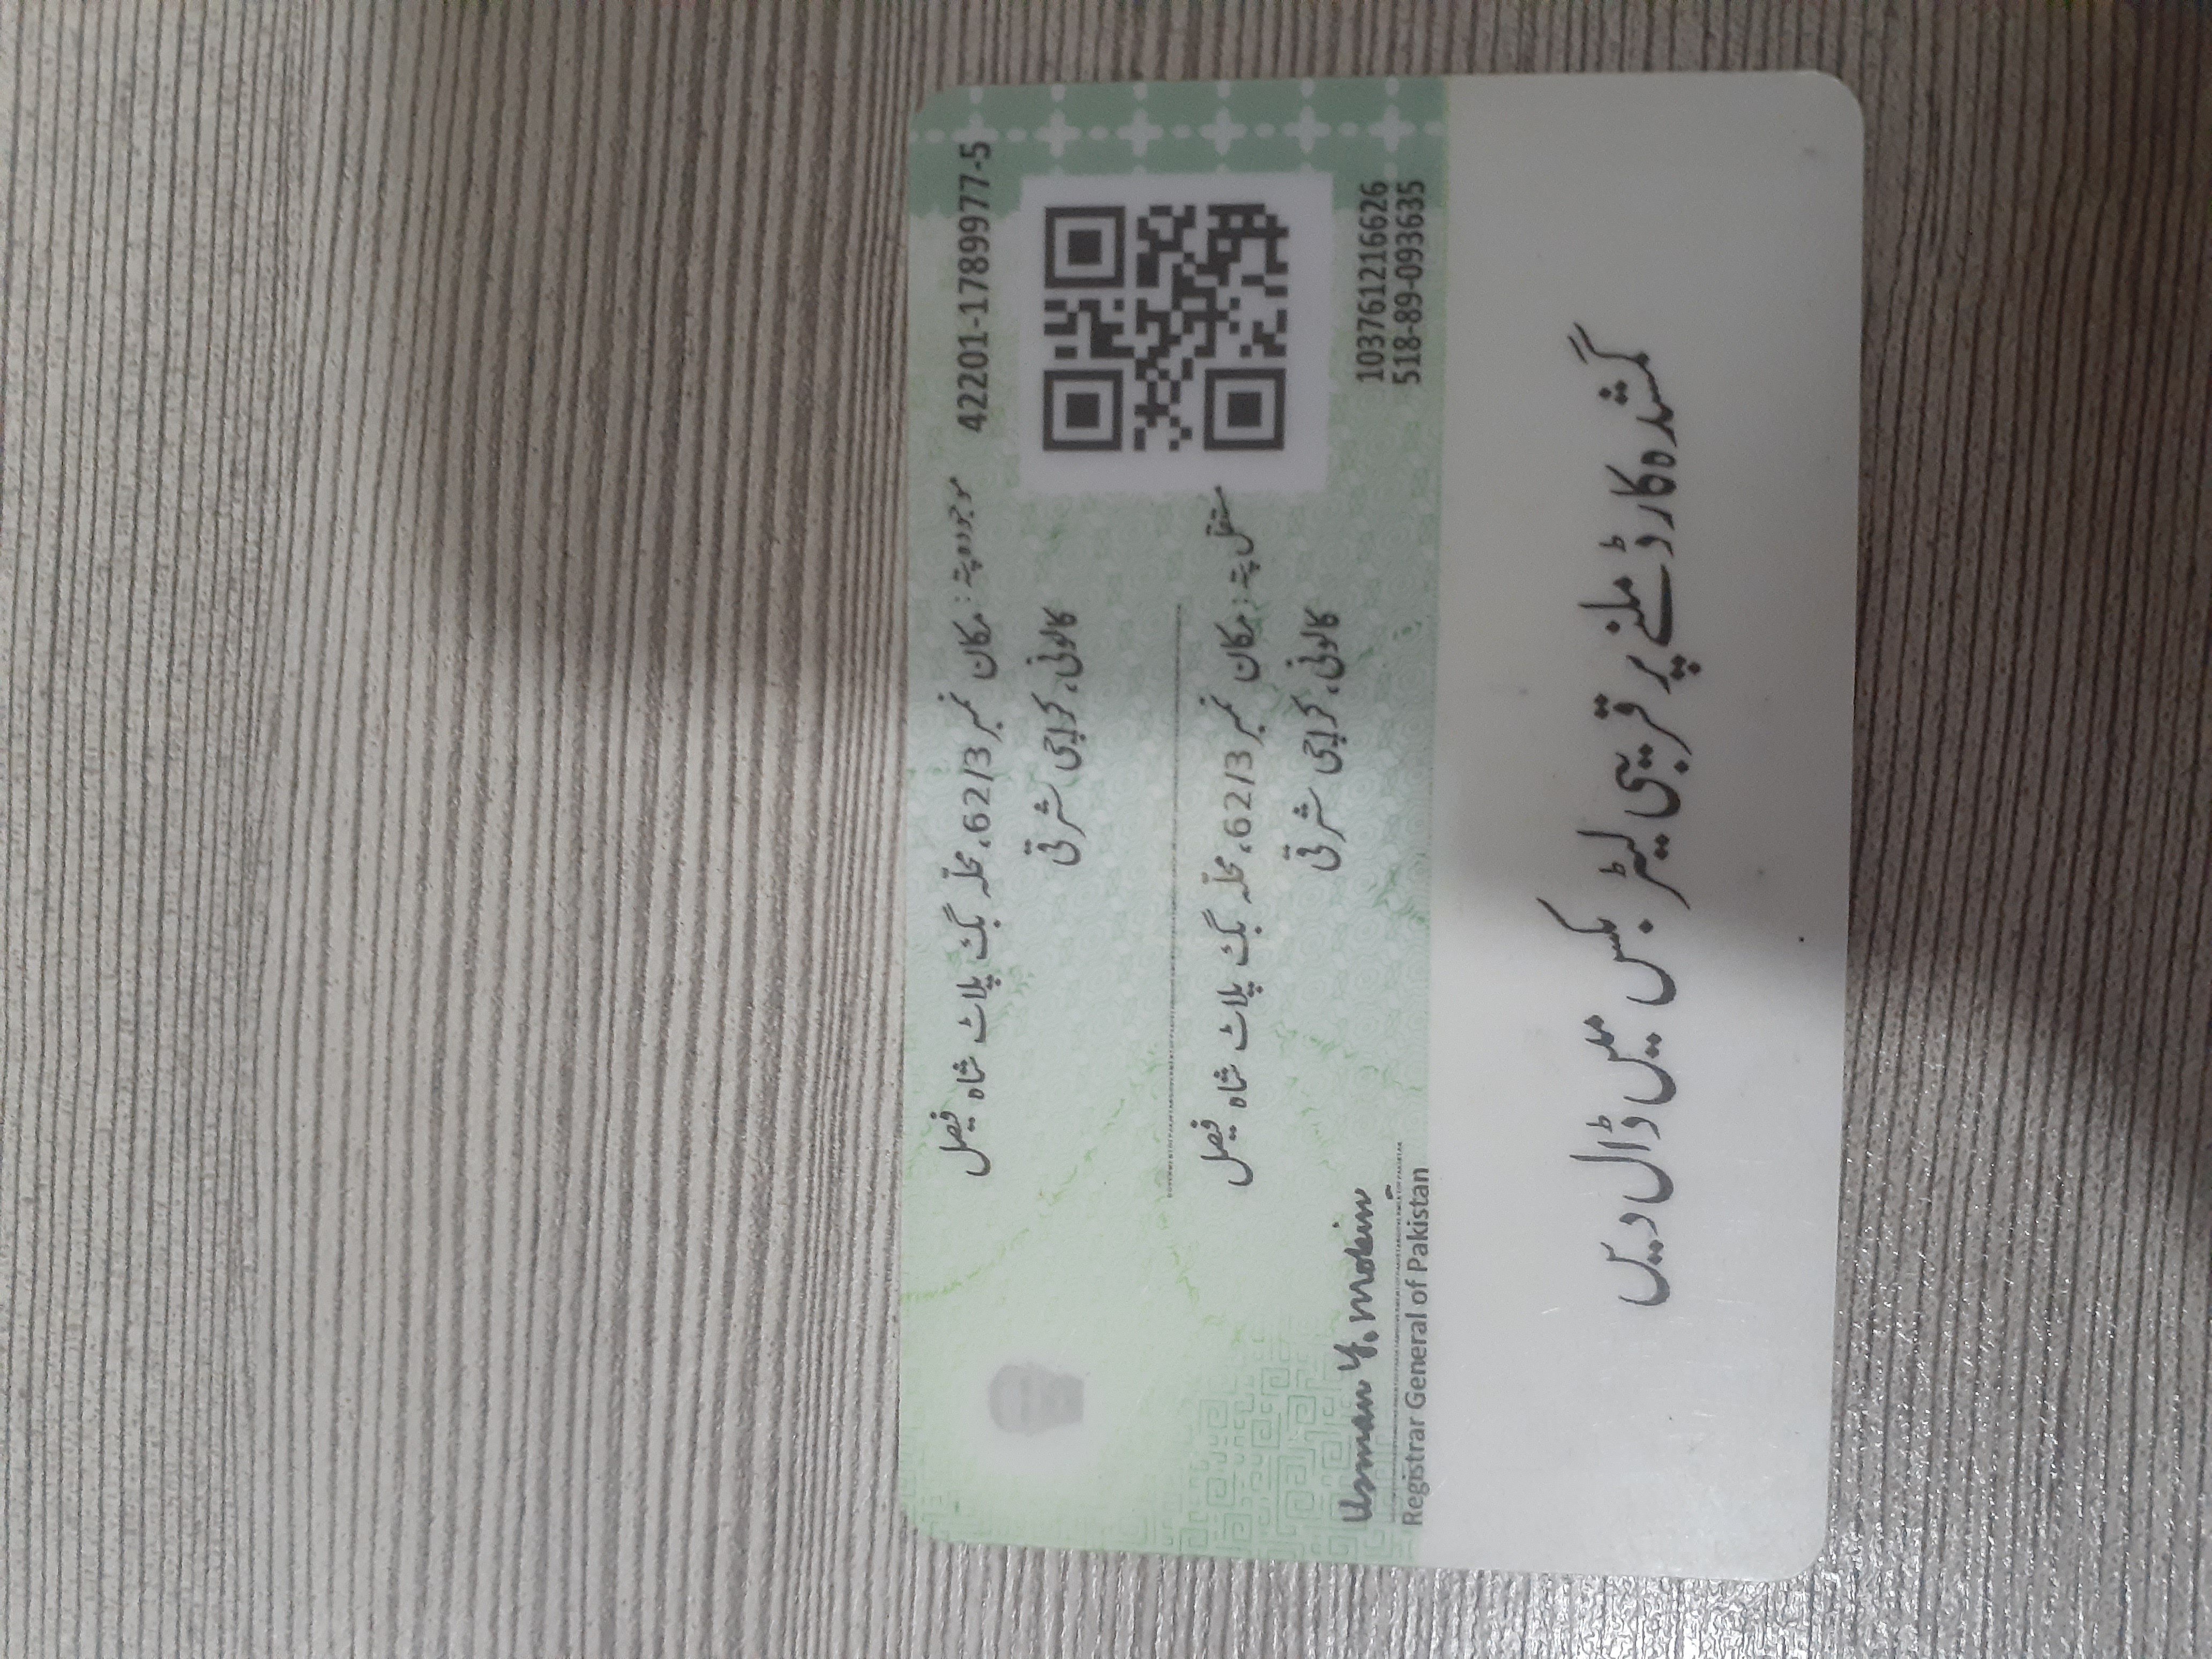 42201-1789977-5
موجودہ پتہ: مکان نمبر 62/3، محلّہ بگ پلاٹ شاہ فیصل
کالونی، کراچی شرقی
مستقل پتہ: مکان نمبر 62/3، محلّہ بگ پلاٹ شاہ فیصل
کالونی، کراچی شرقی
Usman Y. Mobin
Registrar General of Pakistan
103761216626
518-89-093635
گمشدہ کارڈ ملنے پر قریبی لیٹر بکس میں ڈال دیں